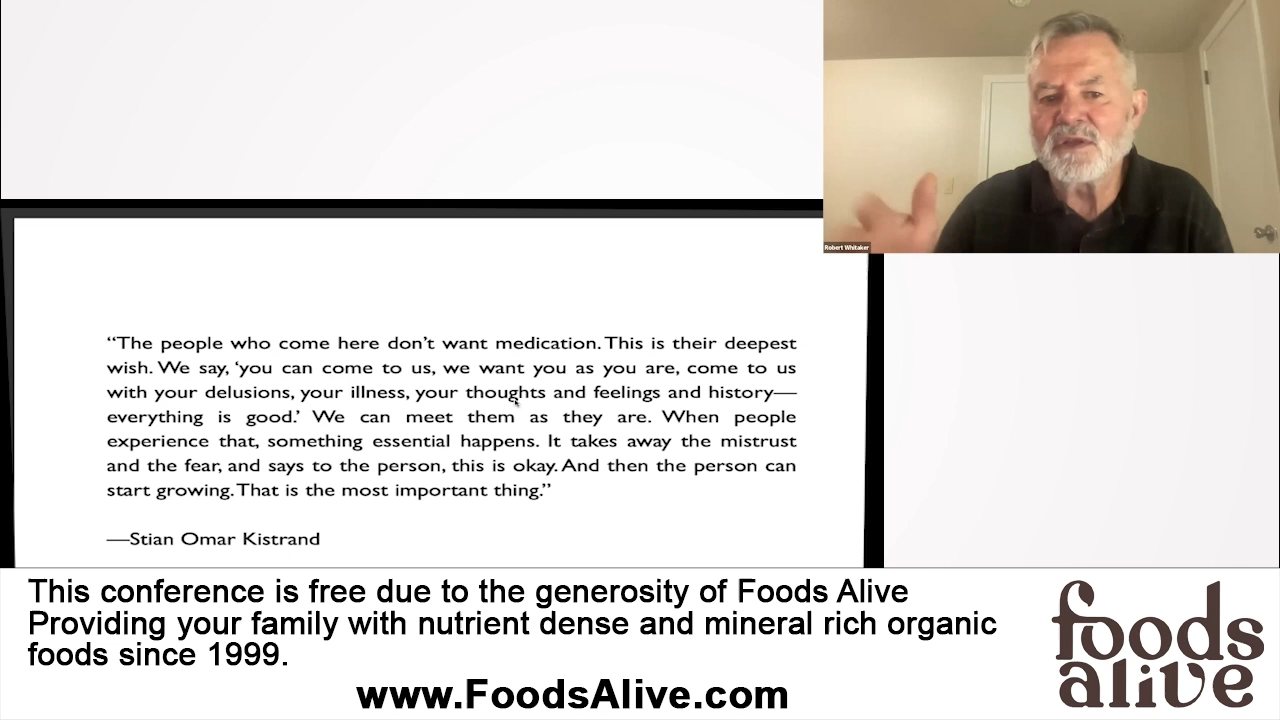 Robert Whitaker
“The people who come here don’t want medication. This is their deepest
wish. We say, ‘you can come to us, we want you as you are, come to us
with your delusions, your illness, your thoughts and feelings and history—
everything is good.’ We can meet them as they are. When people
experience that, something essential happens. It takes away the mistrust
and the fear, and says to the person, this is okay. And then the person can
start growing. That is the most important thing.”
—Stian Omar Kistrand
This conference is free due to the generosity of Foods Alive
Providing your family with nutrient dense and mineral rich organic
foods since 1999.
www.FoodsAlive.com
foods
alive